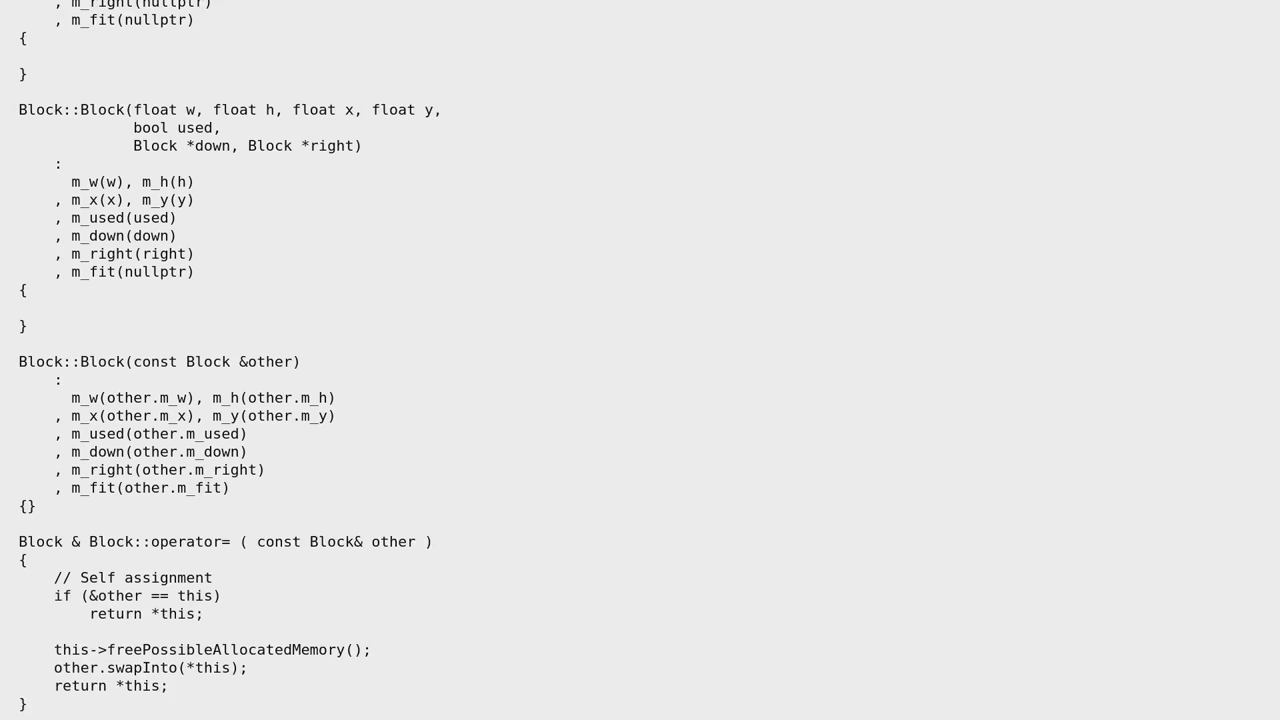 , m_right(nullptr)
    , m_fit(nullptr)
{

}

Block::Block(float w, float h, float x, float y,
             bool used,
             Block *down, Block *right)
    :
      m_w(w), m_h(h)
    , m_x(x), m_y(y)
    , m_used(used)
    , m_down(down)
    , m_right(right)
    , m_fit(nullptr)
{

}

Block::Block(const Block &other)
    :
      m_w(other.m_w), m_h(other.m_h)
    , m_x(other.m_x), m_y(other.m_y)
    , m_used(other.m_used)
    , m_down(other.m_down)
    , m_right(other.m_right)
    , m_fit(other.m_fit)
{}

Block & Block::operator= ( const Block& other )
{
    // Self assignment
    if (&other == this)
        return *this;

    this->freePossibleAllocatedMemory();
    other.swapInto(*this);
    return *this;
}